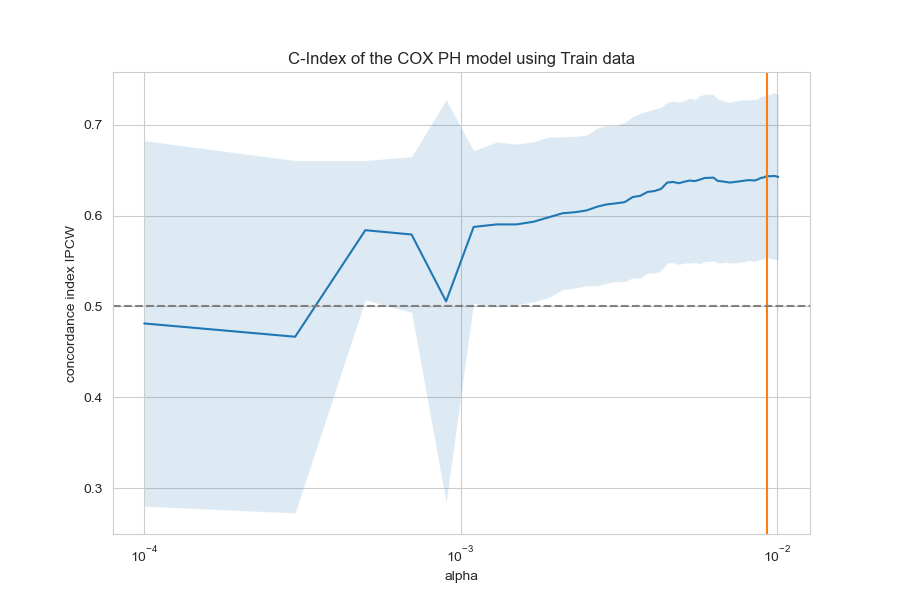 C-Index of the COX PH model using Train data
concordance index IPCW
0.7
0.6
0.5
0.4
0.3
10⁻⁴
10⁻³
10⁻²
alpha